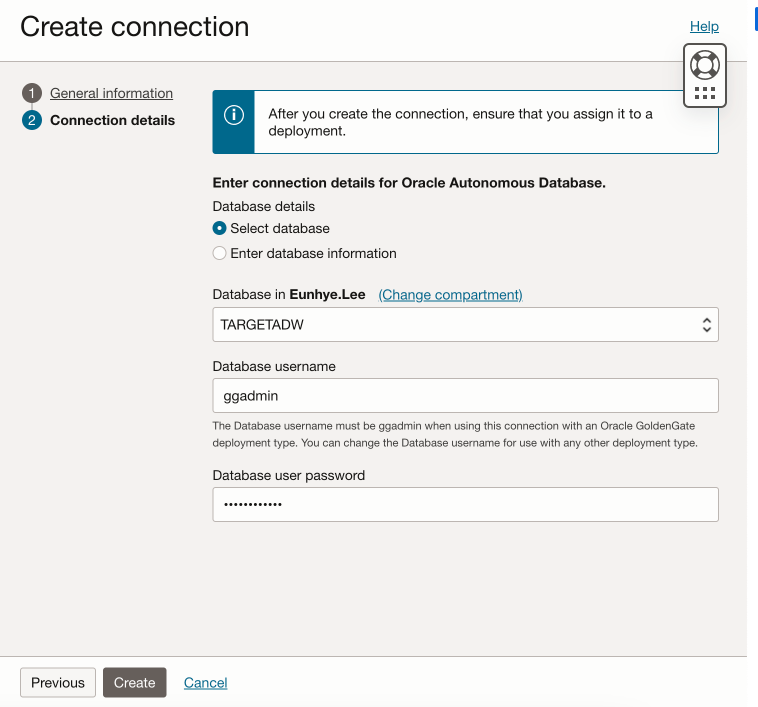 Create connection
Help
1 General information
2 Connection details
After you create the connection, ensure that you assign it to a
deployment.
Enter connection details for Oracle Autonomous Database.
Database details
Select database
Enter database information
Database in Eunhye.Lee (Change compartment)
TARGETADW
Database username
ggadmin
The Database username must be ggadmin when using this connection with an Oracle GoldenGate
deployment type. You can change the Database username for use with any other deployment type.
Database user password
••••••••••••
Previous Create Cancel